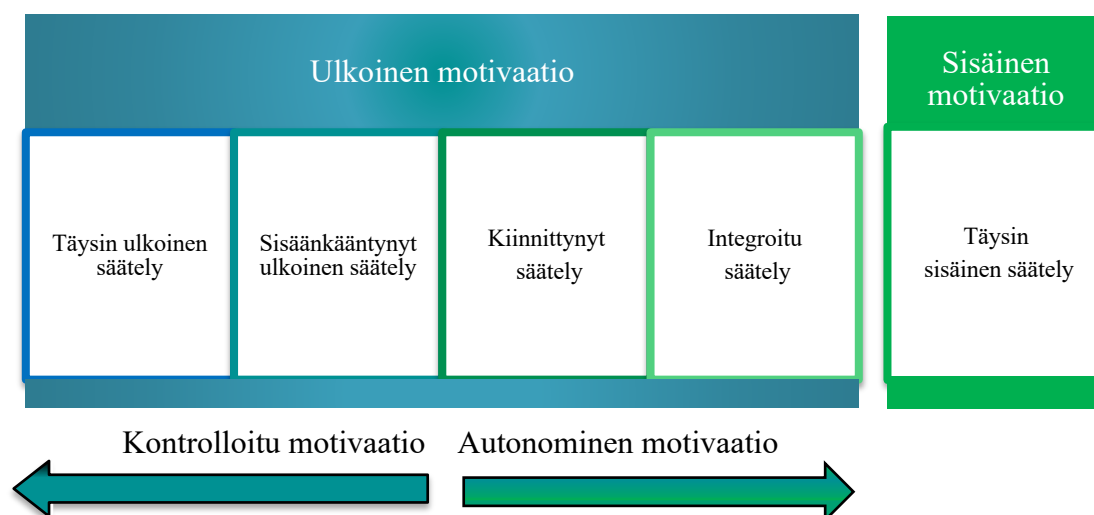 Ulkoinen motivaatio
Sisäinen
motivaatio
Täysin ulkoinen
säätely
Sisäänkääntynyt
ulkoinen säätely
Kiinnittynyt
säätely
Integroitu
säätely
Täysin
sisäinen säätely
Kontrolloitu motivaatio
Autonominen motivaatio